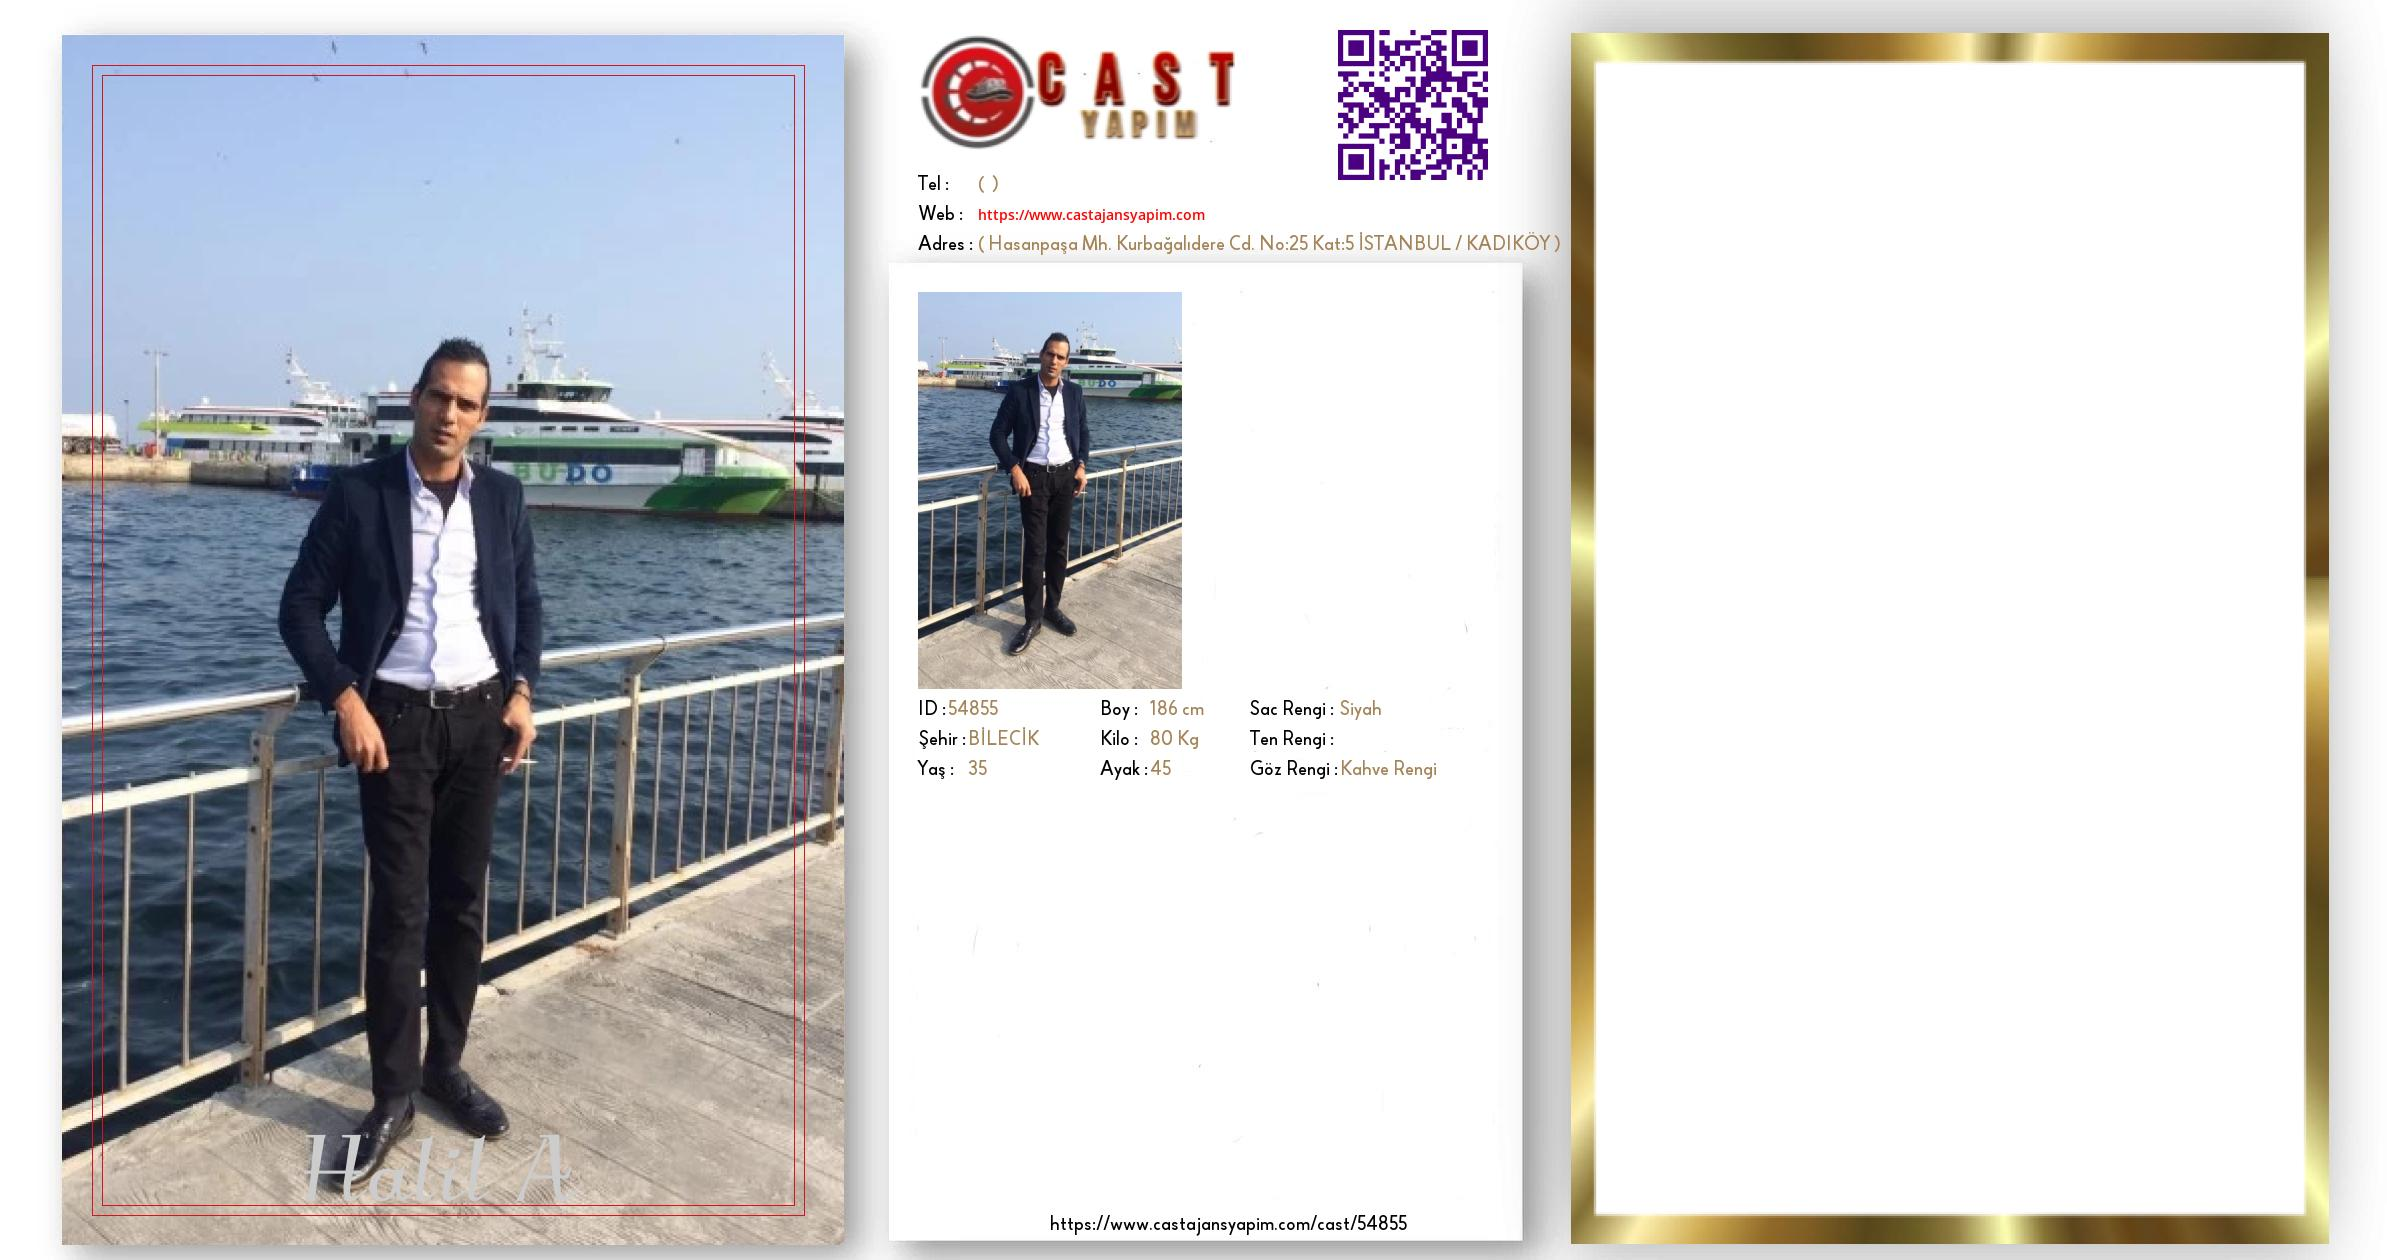 BUDO
Halil A
CAST
YAPIM
Tel : ( )
Web : https://www.castajansyapim.com
Adres : ( Hasanpaşa Mh. Kurbağalıdere Cd. No:25 Kat:5 İSTANBUL / KADIKÖY )
BUDO
ID : 54855 Boy : 186 cm Sac Rengi : Siyah
Şehir : BİLECİK Kilo : 80 Kg Ten Rengi :
Yaş : 35 Ayak : 45 Göz Rengi : Kahve Rengi
https://www.castajansyapim.com/cast/54855